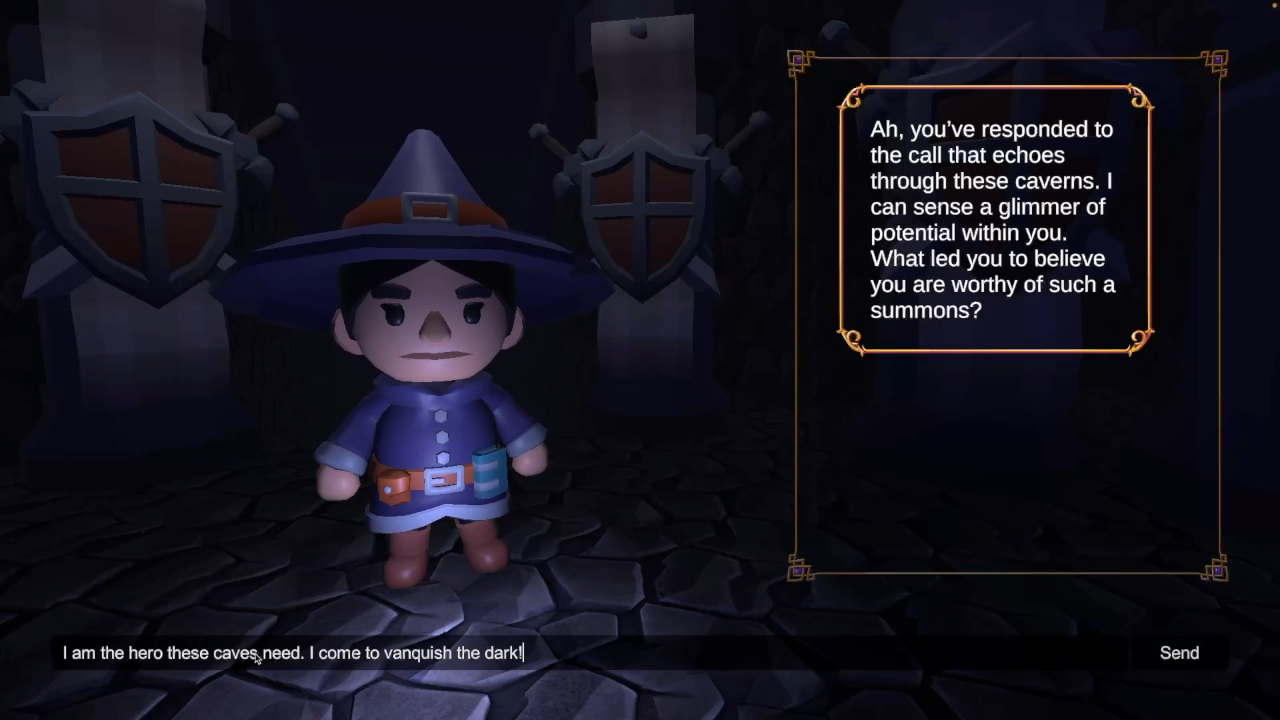 Ah, you’ve responded to
the call that echoes
through these caverns. I
can sense a glimmer of
potential within you.
What led you to believe
you are worthy of such a
summons?
I am the hero these caves need. I come to vanquish the dark!
Send